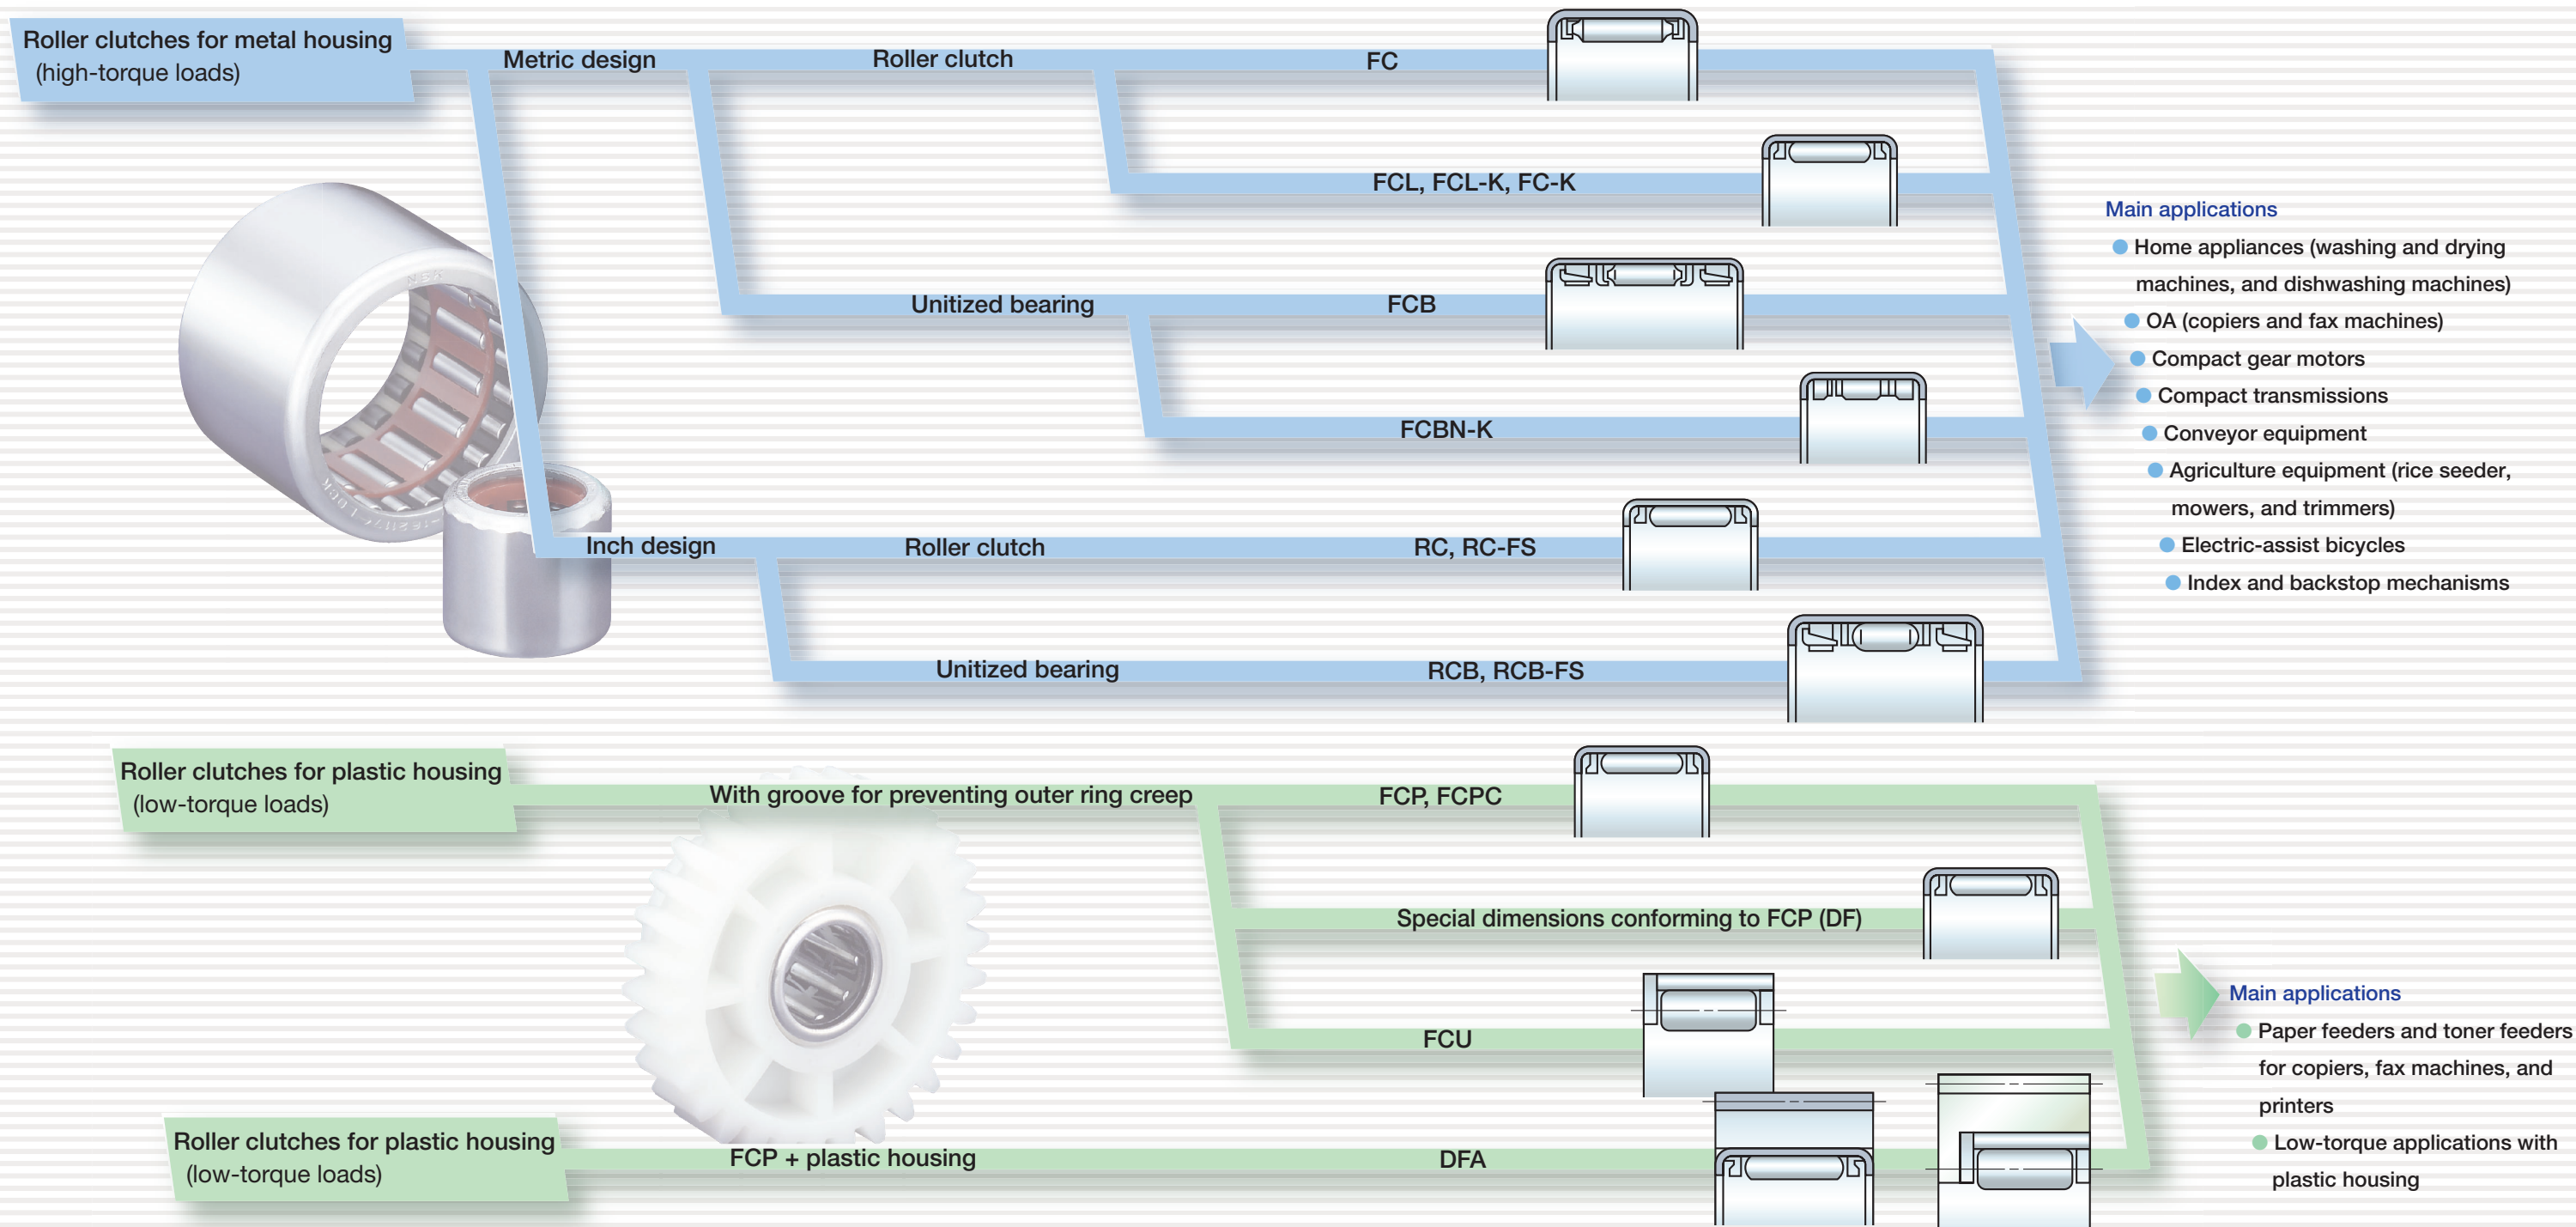 Roller clutches for metal housing
(high-torque loads)
Metric design
Roller clutch
FC
FCL, FCL-K, FC-K
Unitized bearing
FCB
FCBN-K
Inch design
Roller clutch
RC, RC-FS
Unitized bearing
RCB, RCB-FS
Main applications
Home appliances (washing and drying
machines, and dishwashing machines)
OA (copiers and fax machines)
Compact gear motors
Compact transmissions
Conveyor equipment
Agriculture equipment (rice seeder,
mowers, and trimmers)
Electric-assist bicycles
Index and backstop mechanisms
Roller clutches for plastic housing
(low-torque loads)
With groove for preventing outer ring creep
FCP, FCPC
Special dimensions conforming to FCP (DF)
FCU
Roller clutches for plastic housing
(low-torque loads)
FCP + plastic housing
DFA
Main applications
Paper feeders and toner feeders
for copiers, fax machines, and
printers
Low-torque applications with
plastic housing